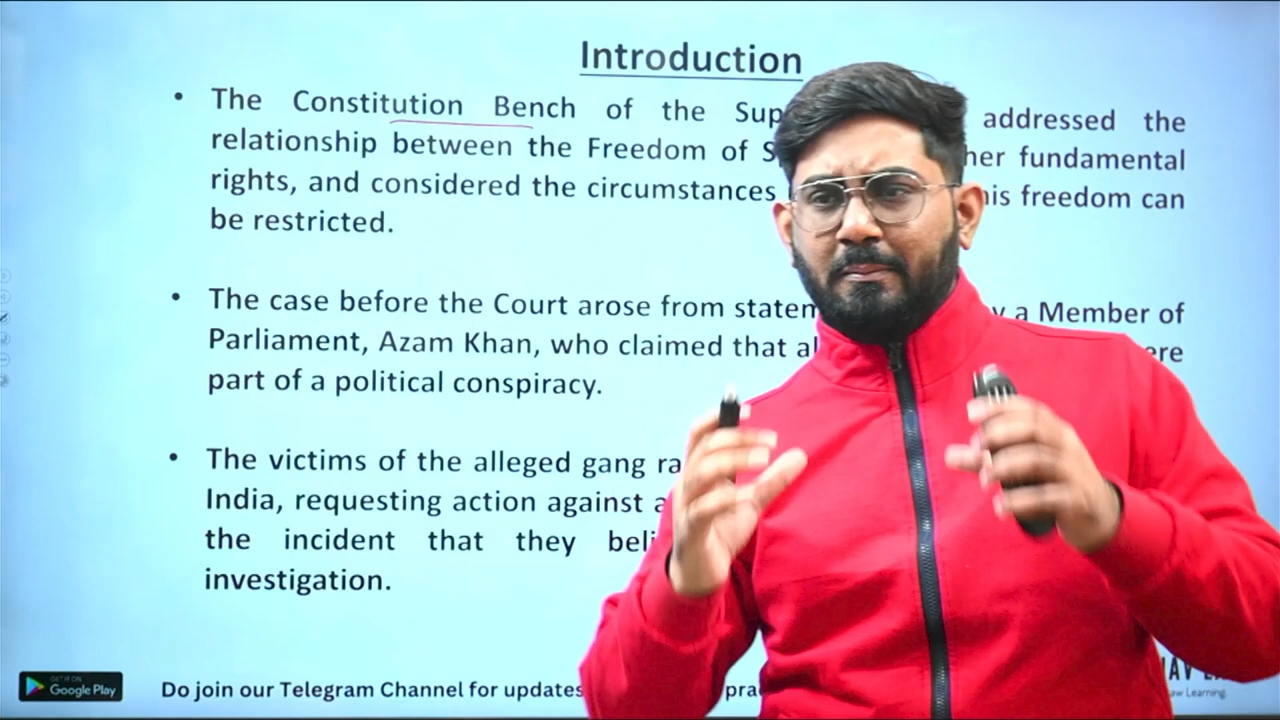 Introduction
• The Constitution Bench of the Sup addressed the
relationship between the Freedom of S her fundamental
rights, and considered the circumstances his freedom can
be restricted.
• The case before the Court arose from statem y a Member of
Parliament, Azam Khan, who claimed that al ere
part of a political conspiracy.
• The victims of the alleged gang ra
India, requesting action against a
the incident that they beli
investigation.
GET IT ON
Google Play
Do join our Telegram Channel for updates prac
aw Learning.